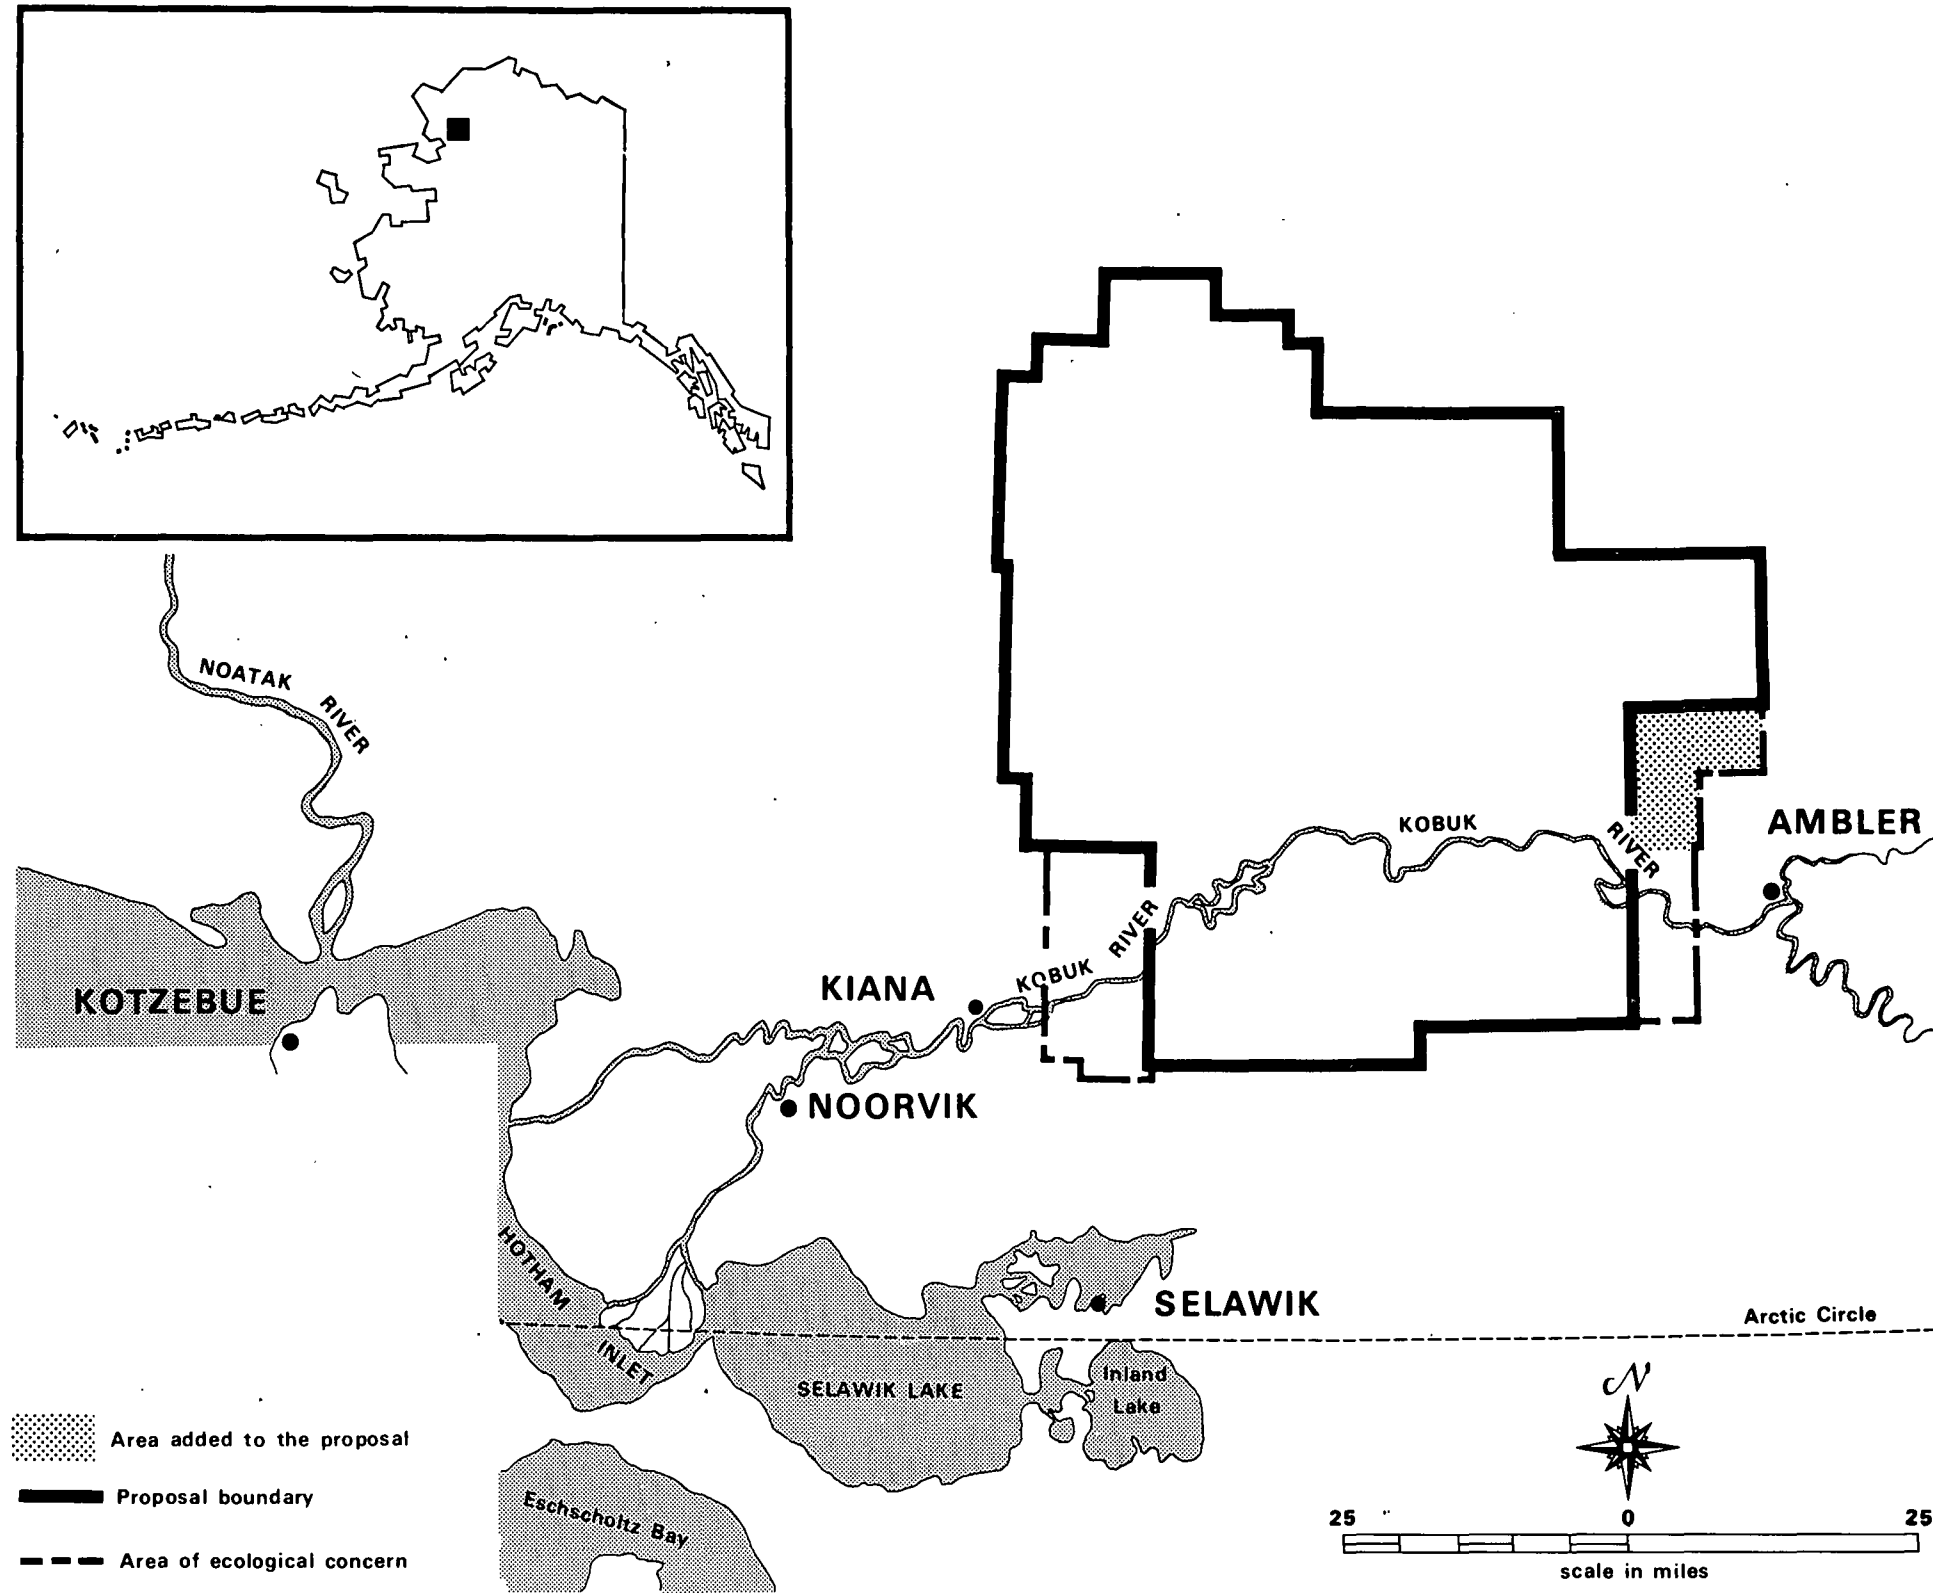 NOATAK
RIVER
KOBUK
RIVER
AMBLER
RIVER
KOBUK
KIANA
KOTZEBUE
NOORVIK
HOTHAM
INLET
SELAWIK
Arctic Circle
SELAWIK LAKE
Inland
Lake
Eschscholtz Bay
Area added to the proposal
Proposal boundary
Area of ecological concern
N
25 0 25
scale in miles